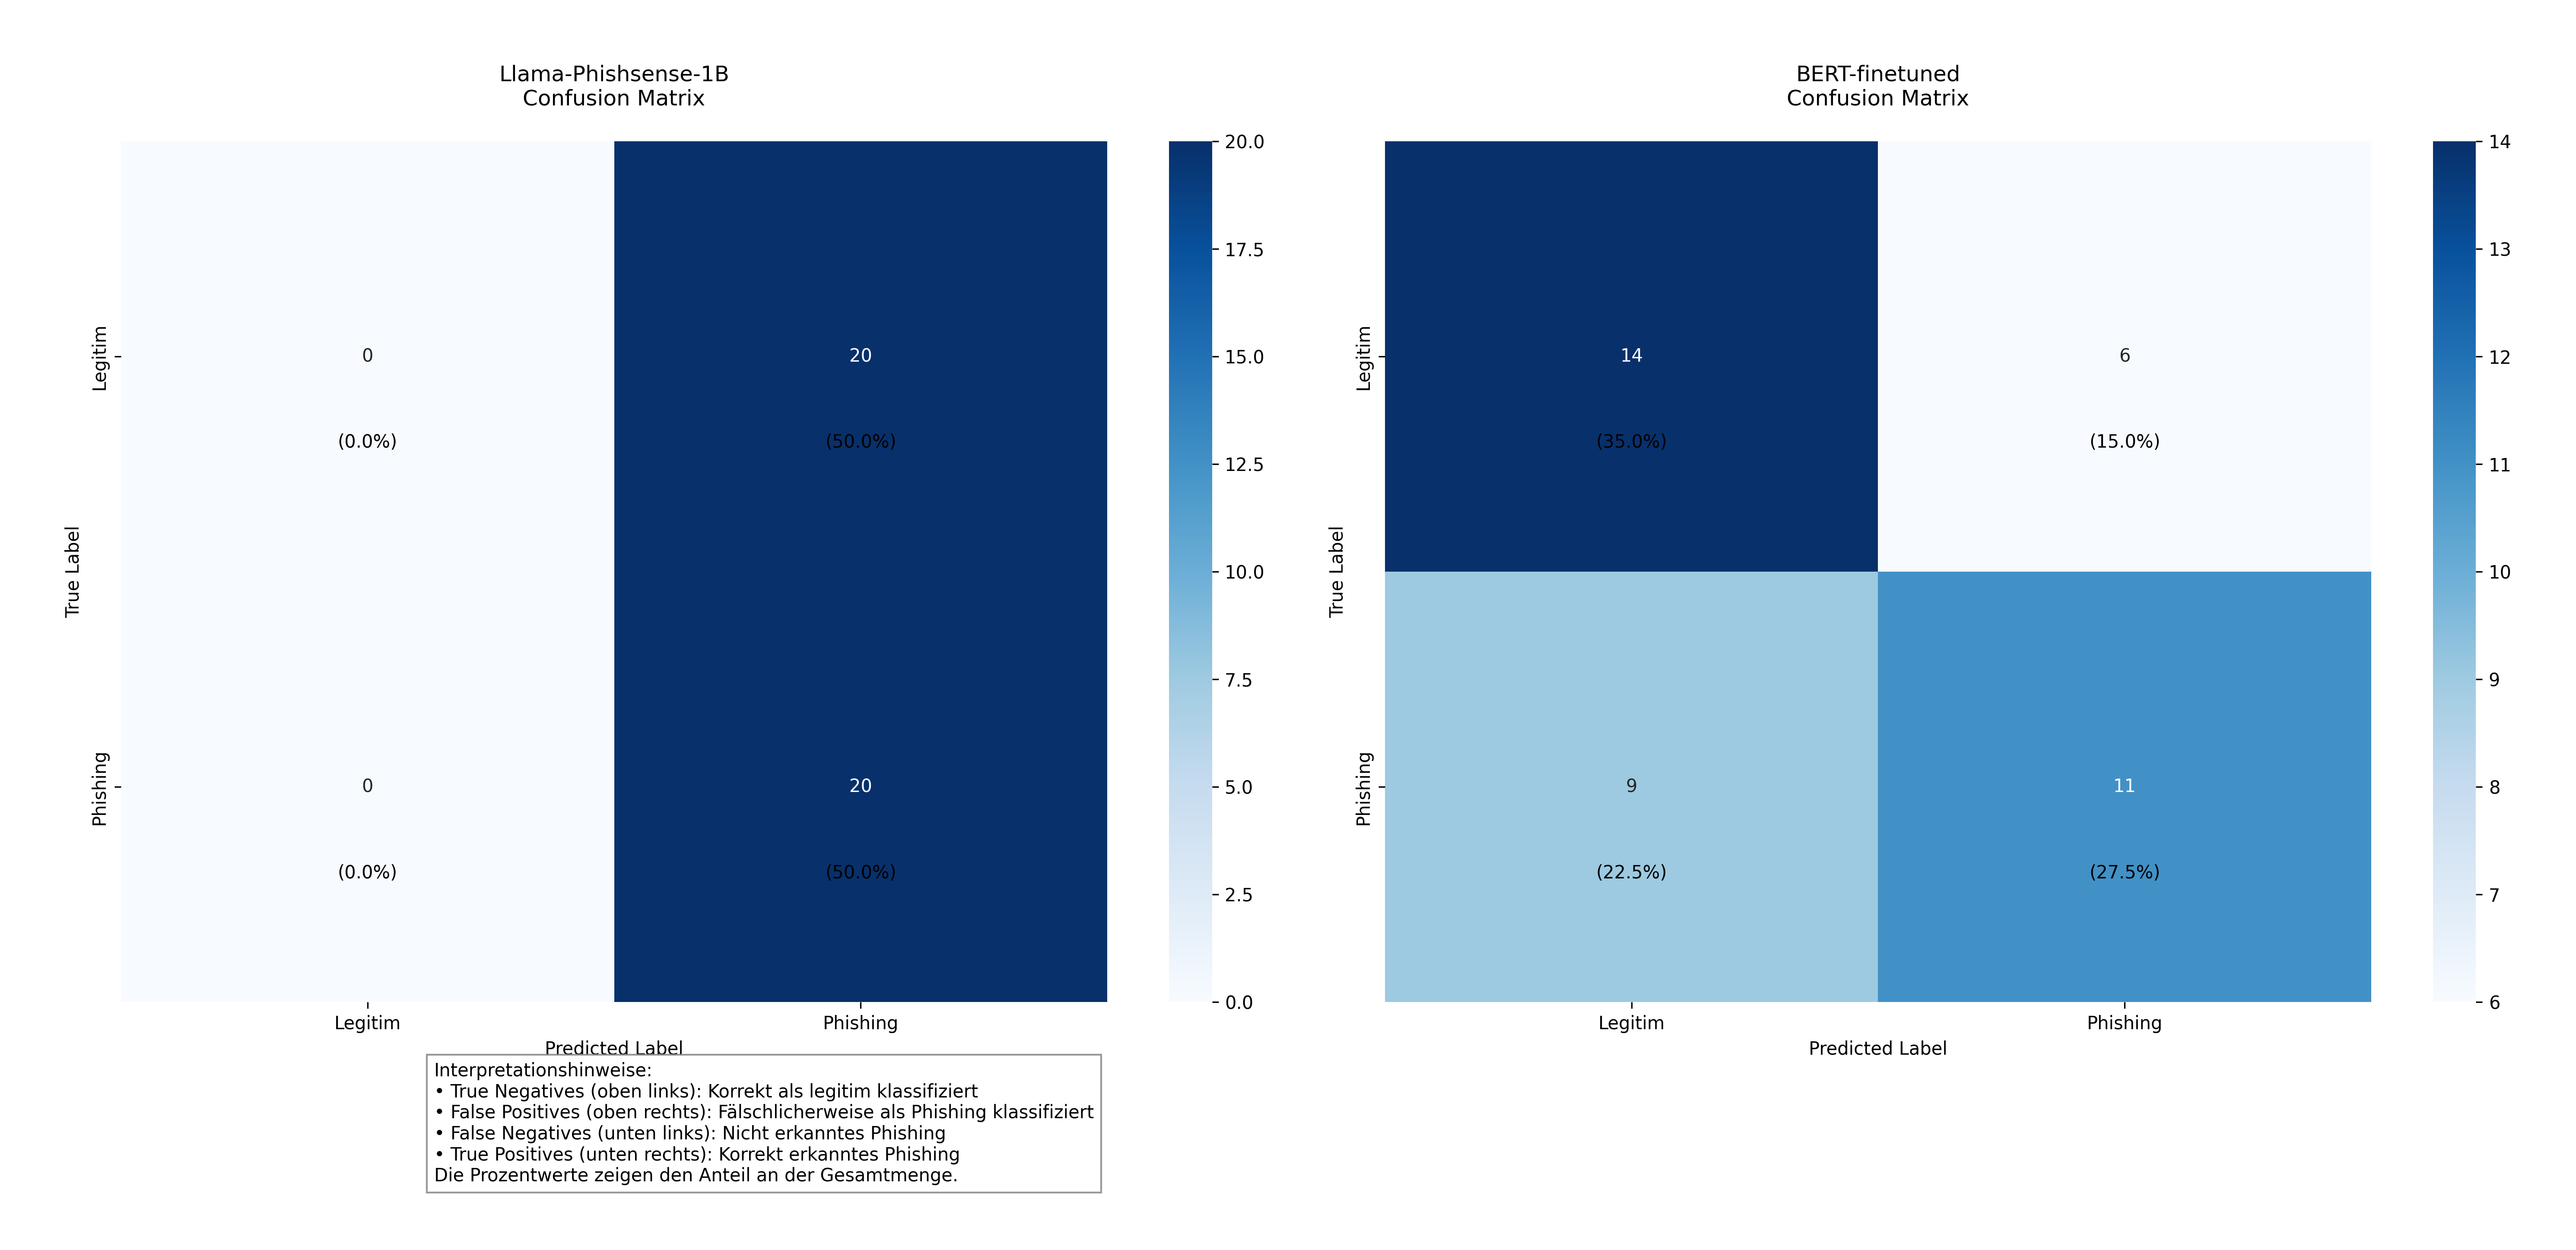 Llama-Phishsense-1B
Confusion Matrix
20.0
17.5
15.0
12.5
10.0
7.5
5.0
2.5
0.0
True Label
Legitim
Phishing
0
20
(0.0%)
(50.0%)
0
20
(0.0%)
(50.0%)
Legitim
Phishing
Predicted Label
Interpretationshinweise:
• True Negatives (oben links): Korrekt als legitim klassifiziert
• False Positives (oben rechts): Fälschlicherweise als Phishing klassifiziert
• False Negatives (unten links): Nicht erkanntes Phishing
• True Positives (unten rechts): Korrekt erkanntes Phishing
Die Prozentwerte zeigen den Anteil an der Gesamtmenge.
BERT-finetuned
Confusion Matrix
14
13
12
11
10
9
8
7
6
True Label
Legitim
Phishing
14
6
(35.0%)
(15.0%)
9
11
(22.5%)
(27.5%)
Legitim
Phishing
Predicted Label